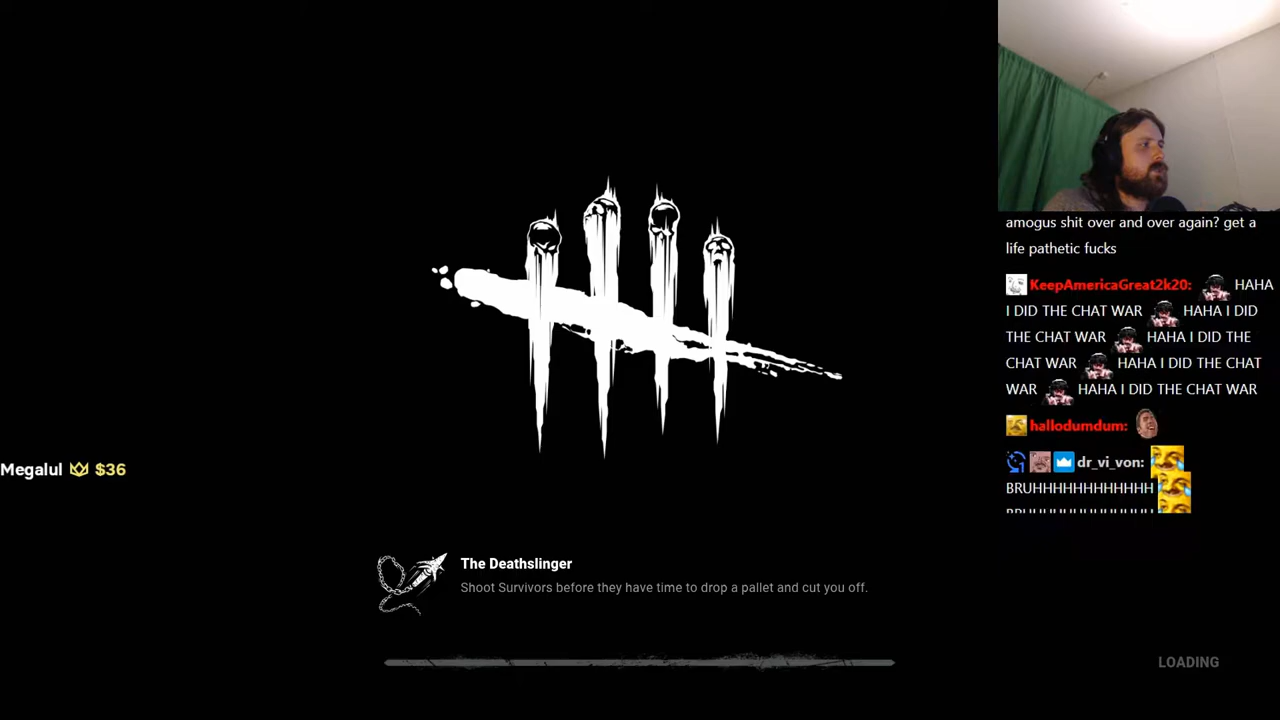 amogus shit over and over again? get a
life pathetic fucks
KeepAmericaGreat2k20: HAHA
I DID THE CHAT WAR HAHA I DID
THE CHAT WAR HAHA I DID THE
CHAT WAR HAHA I DID THE CHAT
WAR HAHA I DID THE CHAT WAR
hallodumdum:
dr_vi_von:
BRUHHHHHHHHHHHH
Megalul $36
The Deathslinger
Shoot Survivors before they have time to drop a pallet and cut you off.
LOADING